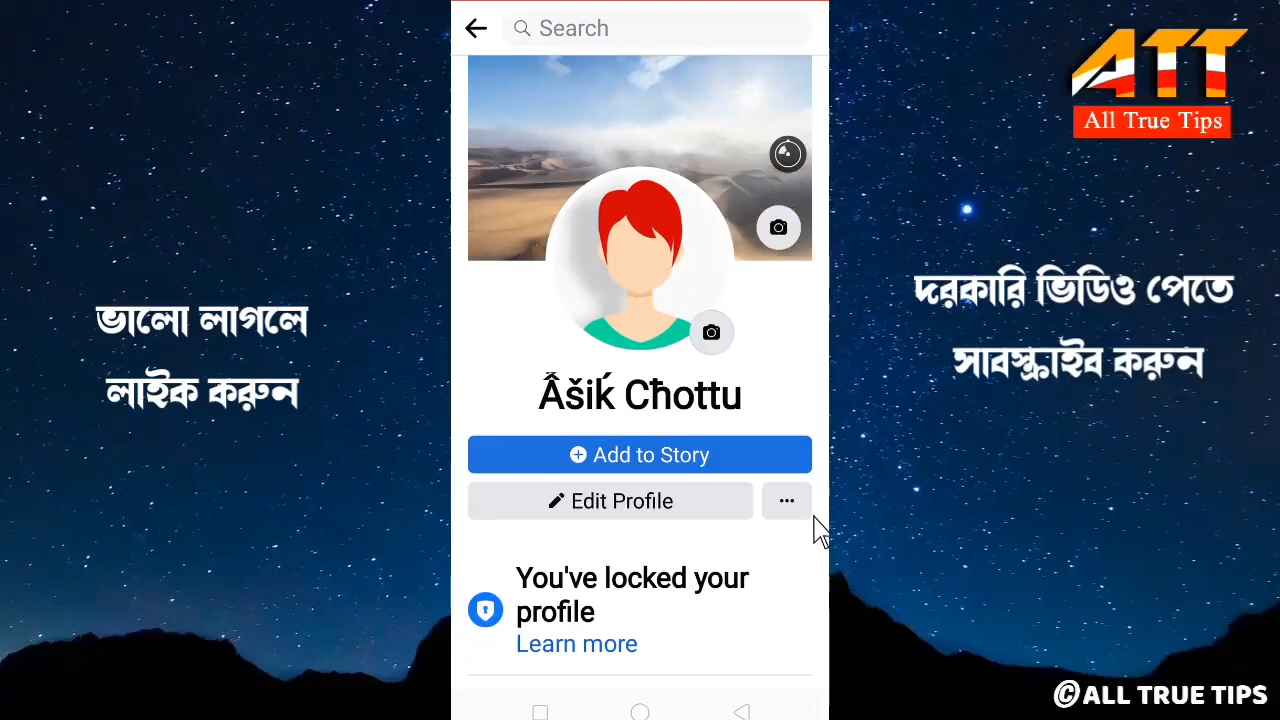 Search
ATT
All True Tips
ভালো লাগলে
লাইক করুন
দরকারি ভিডিও পেতে
সাবস্ক্রাইব করুন
Ấšiḱ Cħottu
Add to Story
Edit Profile
You've locked your
profile
Learn more
©ALL TRUE TIPS